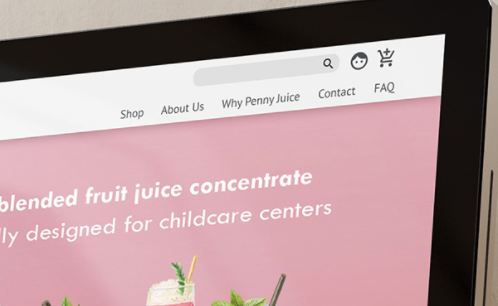 Shop About Us Why Penny Juice Contact FAQ
blended fruit juice concentrate
lly designed for childcare centers